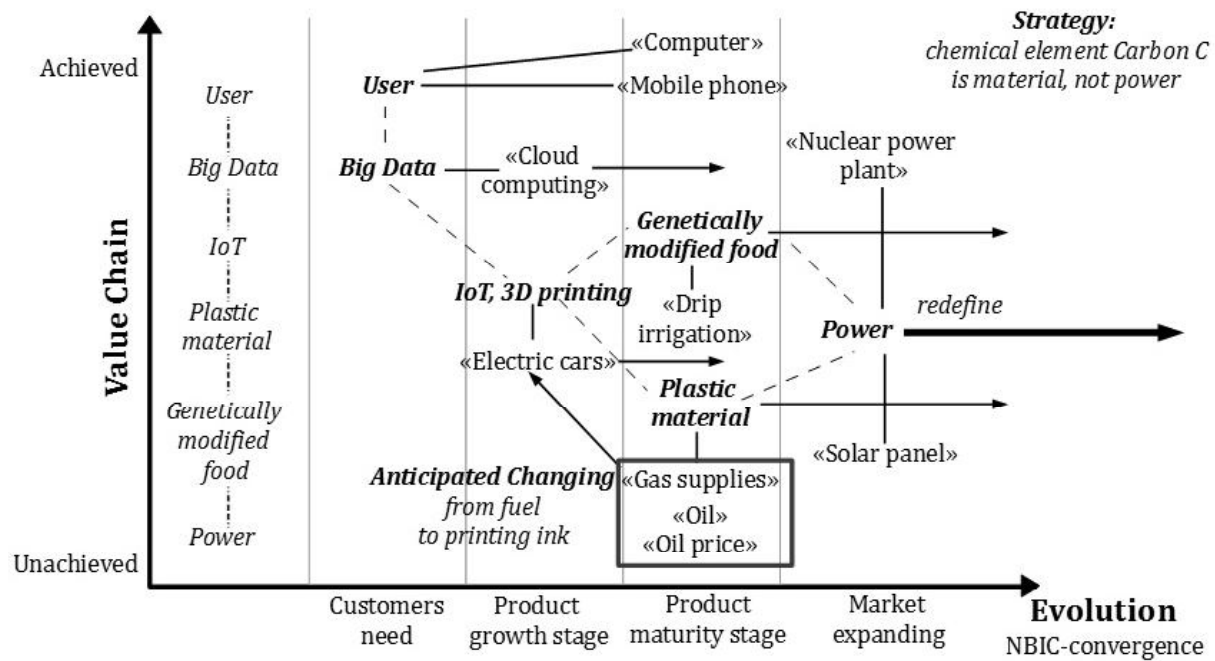 Strategy:
chemical element Carbon C
is material, not power
Achieved
Unachieved
Value Chain
User
Big Data
IoT
Plastic
material
Genetically
modified
food
Power
User
«Computer»
«Mobile phone»
Big Data
«Cloud
computing»
«Nuclear power
plant»
Genetically
modified food
IoT, 3D printing
«Drip
irrigation»
Power
redefine
«Electric cars»
Plastic
material
«Solar panel»
Anticipated Changing
from fuel
to printing ink
«Gas supplies»
«Oil»
«Oil price»
Customers
need
Product
growth stage
Product
maturity stage
Market
expanding
Evolution
NBIC-convergence